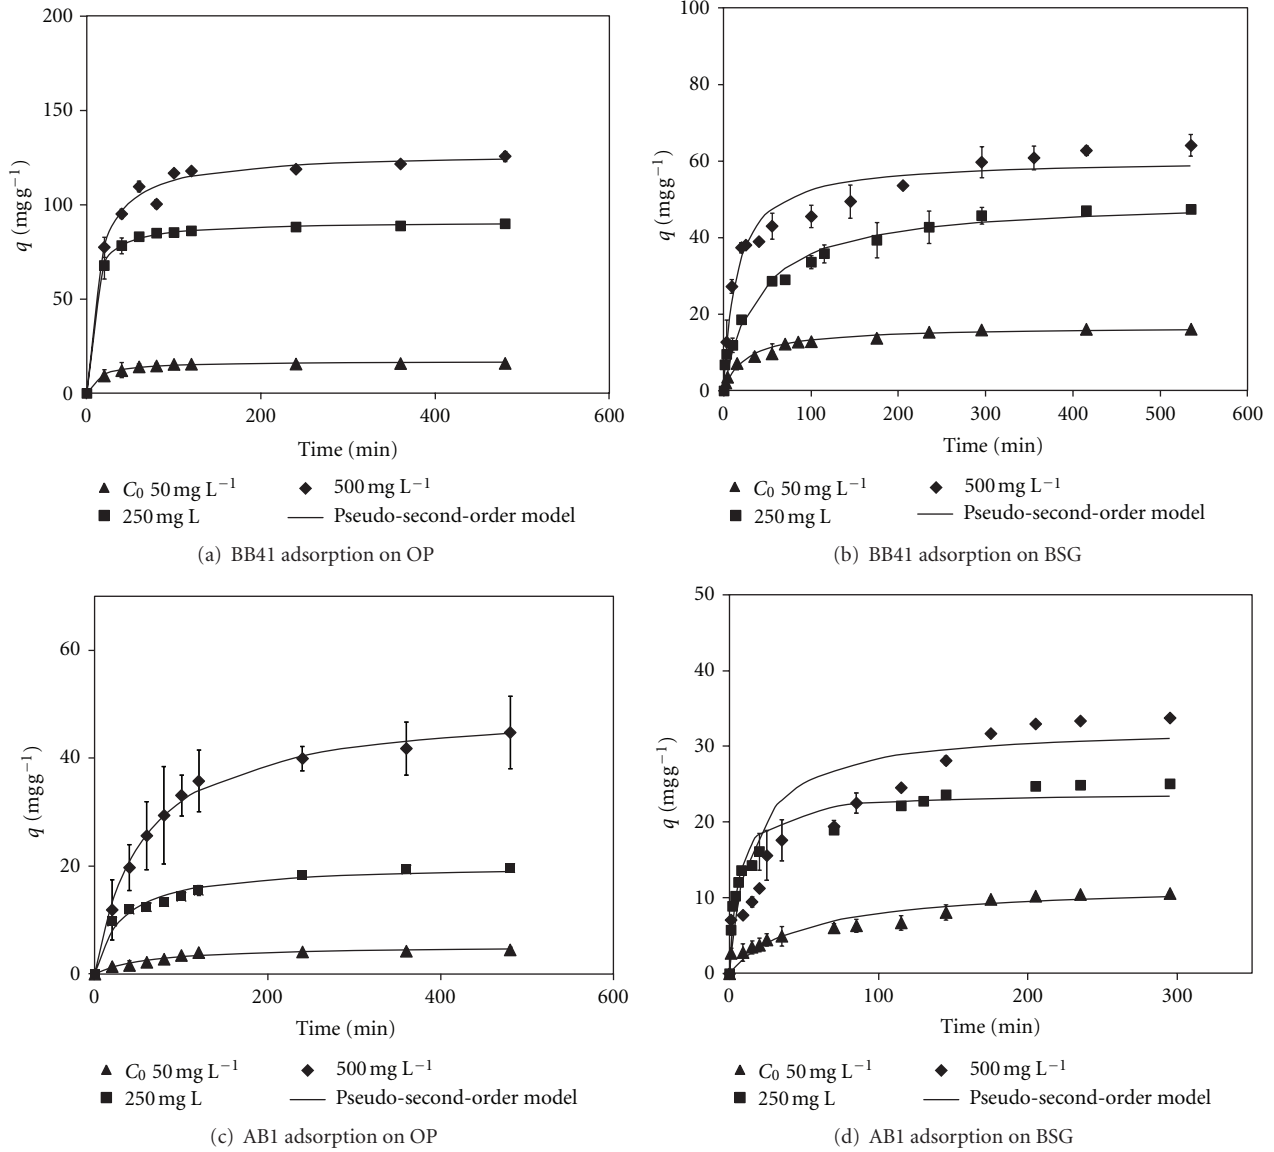 200
150
100
50
0
q (mg g−1)
0 200 400 600
Time (min)
C0 50 mg L−1 500 mg L−1
250 mg L Pseudo-second-order model
(a) BB41 adsorption on OP
100
80
60
40
20
0
q (mg g−1)
0 100 200 300 400 500 600
Time (min)
C0 50 mg L−1 500 mg L−1
250 mg L Pseudo-second-order model
(b) BB41 adsorption on BSG
60
40
20
0
q (mg g−1)
0 200 400 600
Time (min)
C0 50 mg L−1 500 mg L−1
250 mg L Pseudo-second-order model
(c) AB1 adsorption on OP
50
40
30
20
10
0
q (mg g−1)
0 100 200 300
Time (min)
C0 50 mg L−1 500 mg L−1
250 mg L Pseudo-second-order model
(d) AB1 adsorption on BSG